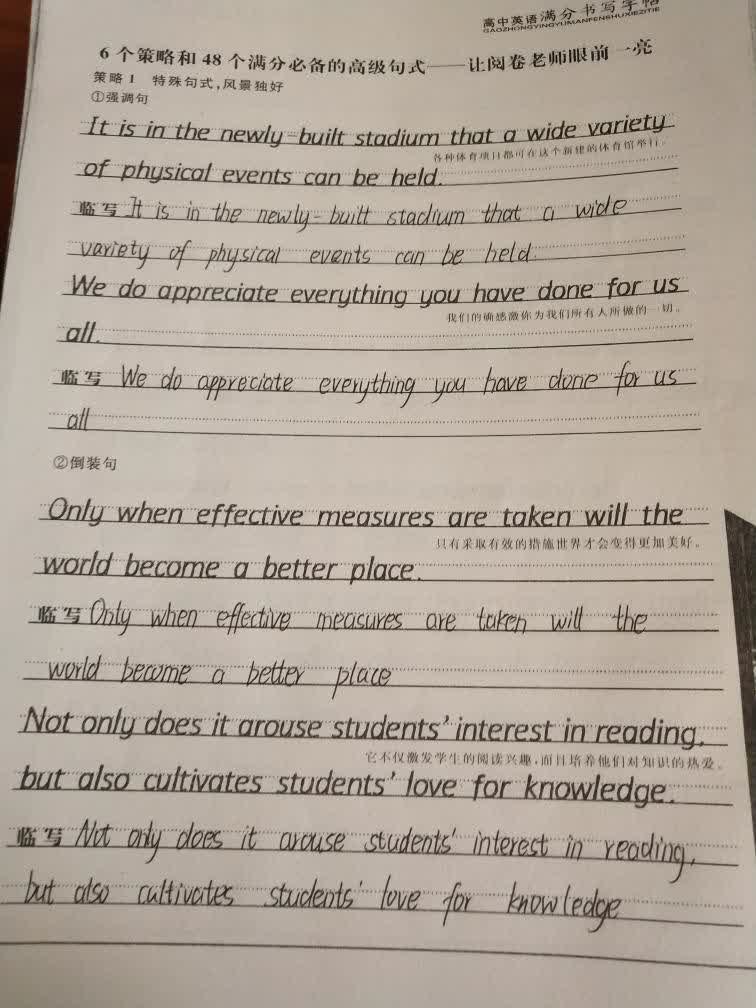 高中英语满分书写字帖
GAOZHONGYINGYUMANFENSHUXIEZITIE
6个策略和48个满分必备的高级句式——让阅卷老师眼前一亮
策略1 特殊句式,风景独好
①强调句
It is in the newly-built stadium that a wide variety
各种体育项目都可在这个新建的体育馆举行。
of physical events can be held.
临写 It is in the newly-built stadium that a wide
variety of physical events can be held.
We do appreciate everything you have done for us
我们的确感激你为我们所有人所做的一切。
all.
临写 We do appreciate everything you have done for us
all
②倒装句
Only when effective measures are taken will the
只有采取有效的措施世界才会变得更加美好。
world become a better place.
临写 Only when effective measures are taken will the
world become a better place
Not only does it arouse students' interest in reading,
它不仅激发学生的阅读兴趣,而且培养他们对知识的热爱。
but also cultivates students' love for knowledge.
临写 Not only does it arouse students' interest in reading,
but also cultivates students' love for knowledge